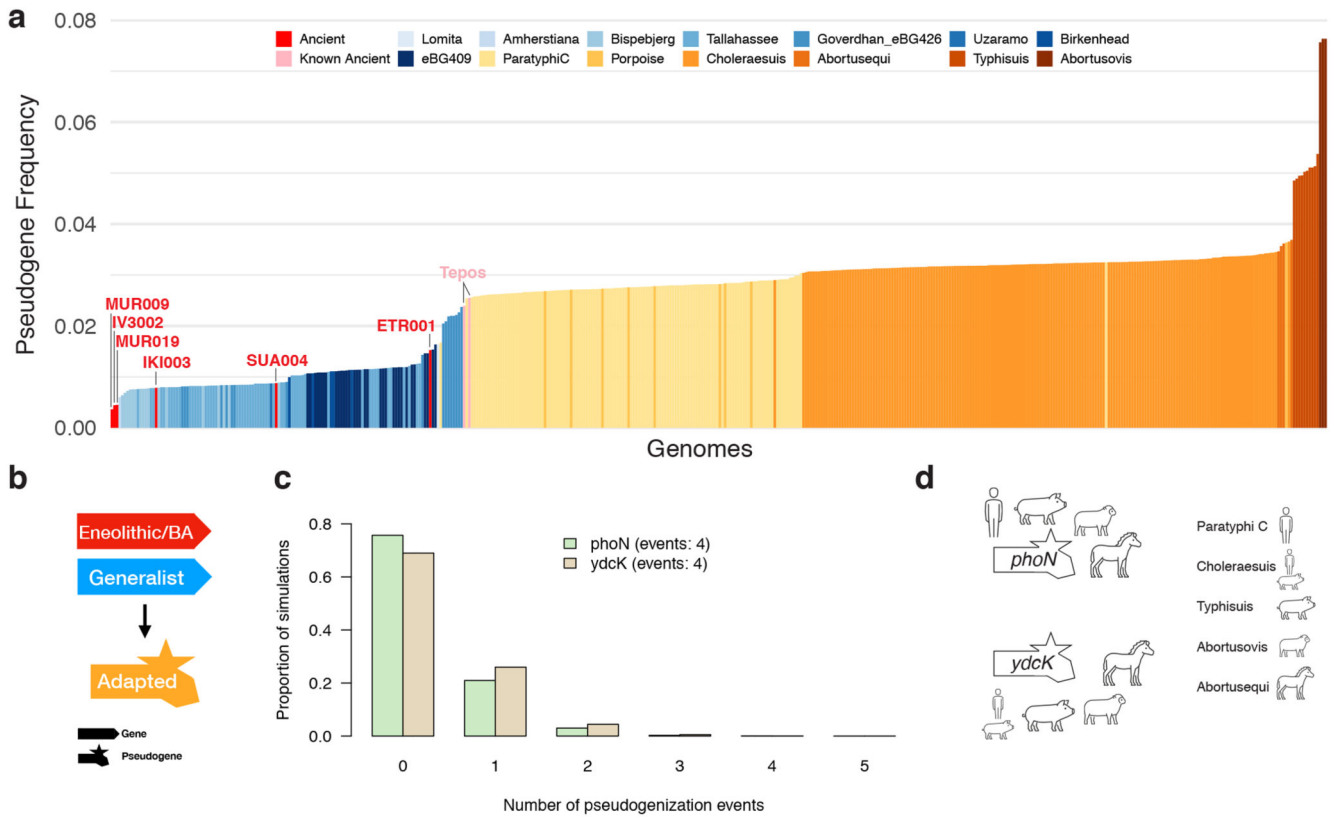 a
0.08
Ancient Lomita Amherstiana Bispebjerg Tallahassee Goverdhan_eBG426 Uzaramo Birkenhead
Known Ancient eBG409 ParatyphiC Porpoise Choleraesuis Abortusequi Typhisuis Abortusovis
Pseudogene Frequency
0.06
0.04
Tepos
MUR009
IV3002
ETR001
0.02
MUR019
IKI003
SUA004
0.00
Genomes
b
Eneolithic/BA
Generalist
Adapted
Gene
Pseudogene
c
Proportion of simulations
0.8
0.6
0.4
0.2
0.0
phoN (events: 4)
ydcK (events: 4)
0 1 2 3 4 5
Number of pseudogenization events
d
phoN
ydcK
Paratyphi C
Choleraesuis
Typhisuis
Abortusovis
Abortusequi